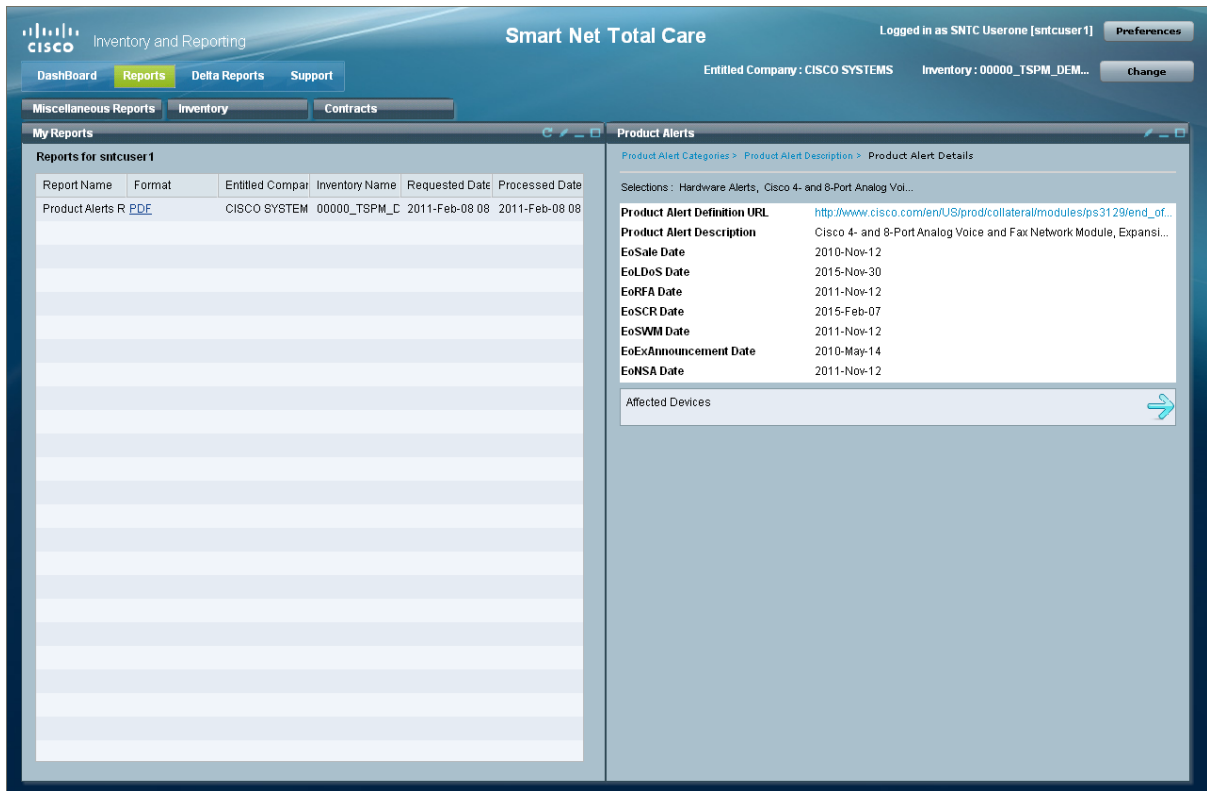 CISCO
Inventory and Reporting
Smart Net Total Care
Logged in as SNTC Userone [sntcuser1]
Preferences
DashBoard
Reports
Delta Reports
Support
Entitled Company : CISCO SYSTEMS
Inventory : 00000_TSPM_DEM...
Change
Miscellaneous Reports
Inventory
Contracts
My Reports
Reports for sntcuser1
Report Name Format Entitled Compar Inventory Name Requested Date Processed Date
Product Alerts R PDF CISCO SYSTEM 00000_TSPM_D 2011-Feb-08 08 2011-Feb-08 08
Product Alerts
Product Alert Categories > Product Alert Description > Product Alert Details
Selections : Hardware Alerts, Cisco 4- and 8-Port Analog Voi...
Product Alert Definition URL http://www.cisco.com/en/US/prod/collateral/modules/ps3129/end_of...
Product Alert Description Cisco 4- and 8-Port Analog Voice and Fax Network Module, Expansi...
EoSale Date 2010-Nov-12
EoLDoS Date 2015-Nov-30
EoRFA Date 2011-Nov-12
EoSCR Date 2015-Feb-07
EoSWM Date 2011-Nov-12
EoExAnnouncement Date 2010-May-14
EoNSA Date 2011-Nov-12
Affected Devices